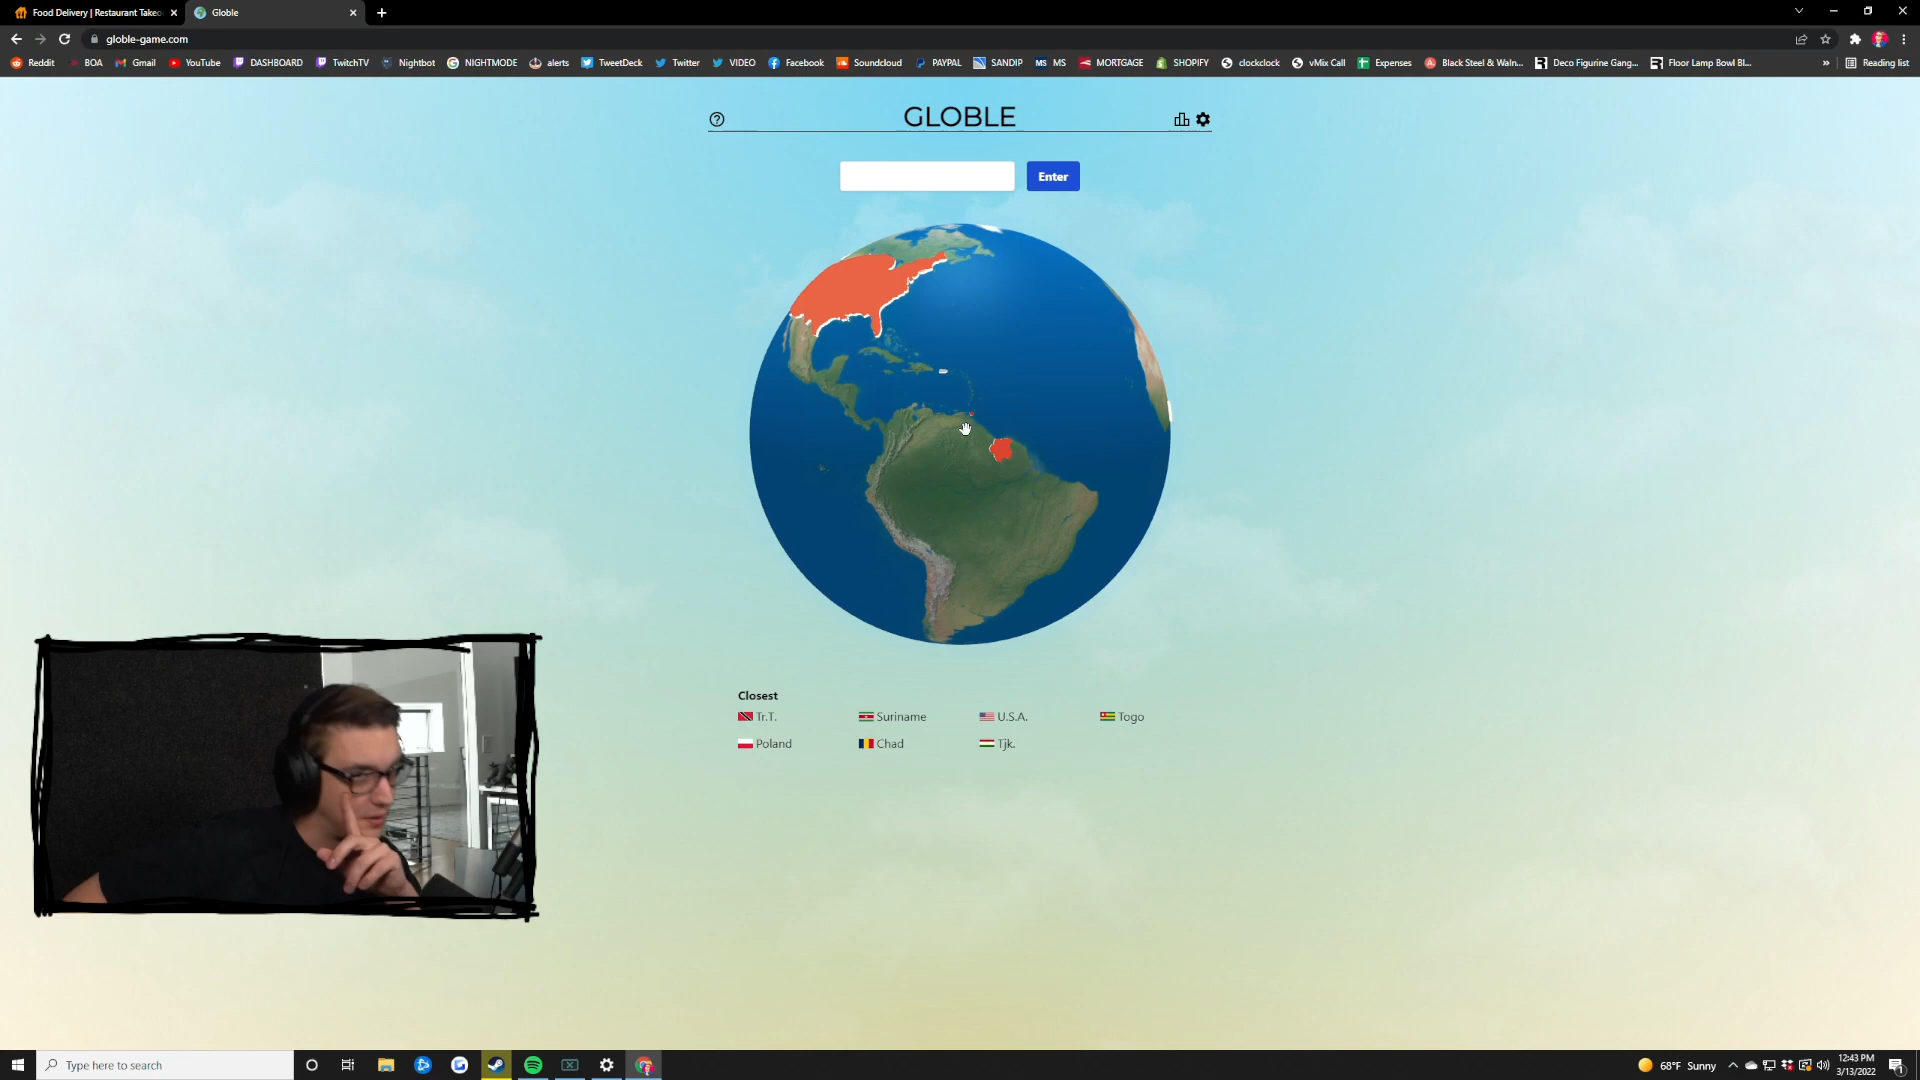 Food Delivery | Restaurant Takeo
Globle
globle-game.com
Reddit BOA Gmail YouTube DASHBOARD TwitchTV Nightbot NIGHTMODE alerts TweetDeck Twitter VIDEO Facebook Soundcloud PAYPAL SANDIP MS MS MORTGAGE SHOPIFY clockclock vMix Call Expenses Black Steel & Waln... Deco Figurine Gang... Floor Lamp Bowl Bl... » Reading list
GLOBLE
Enter
Closest
Tr.T. Suriname U.S.A. Togo
Poland Chad Tjk.
Type here to search
68°F Sunny
12:43 PM
3/13/2022
1